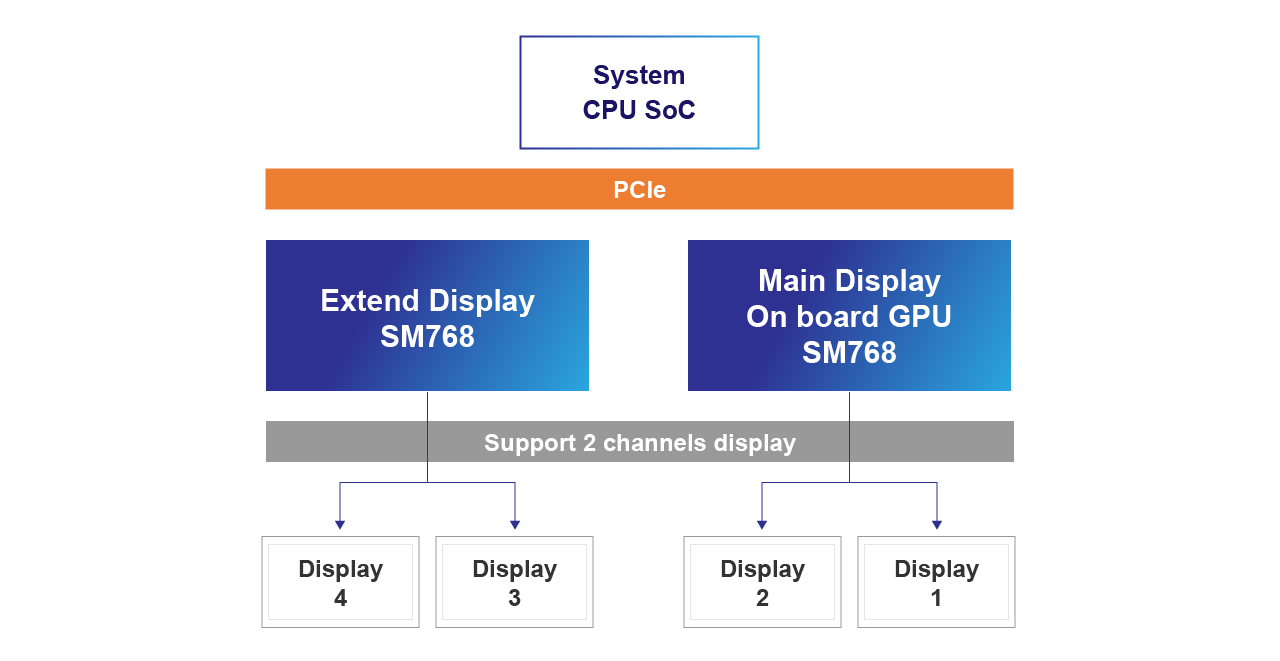 System
CPU SoC
PCIe
Extend Display
SM768
Main Display
On board GPU
SM768
Support 2 channels display
Display
4
Display
3
Display
2
Display
1